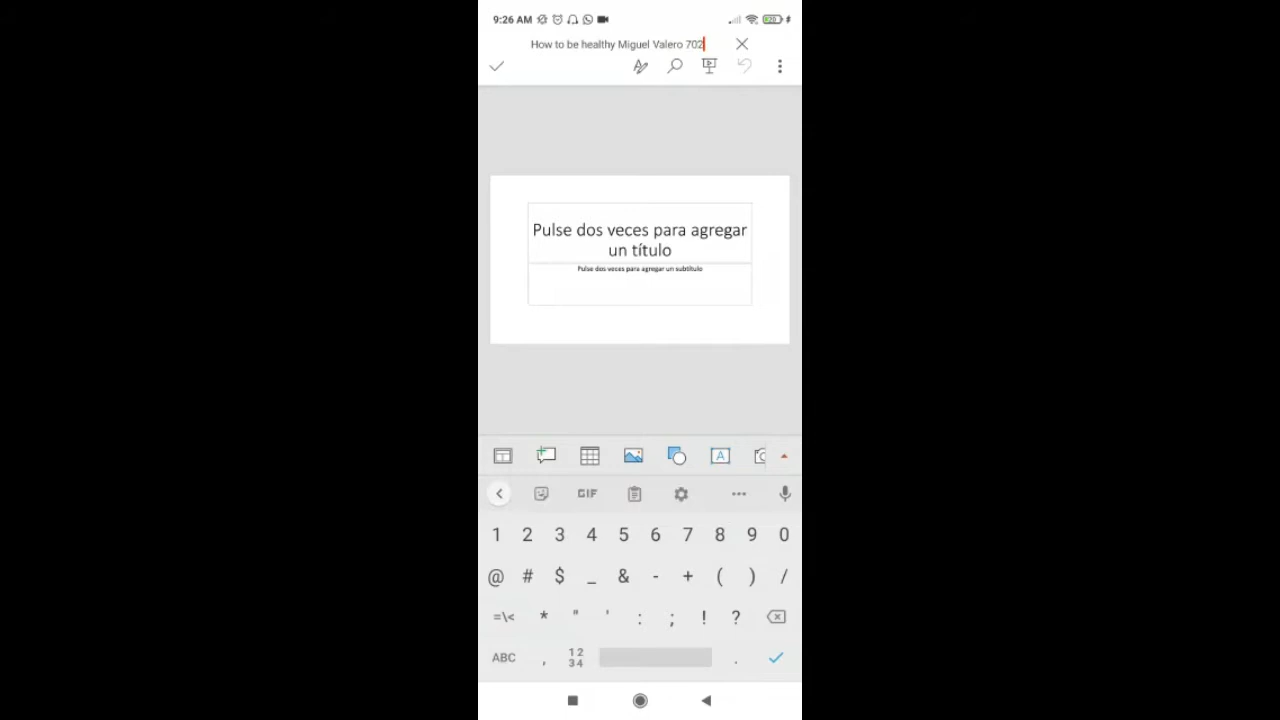 9:26 AM
How to be healthy Miguel Valero 702
Pulse dos veces para agregar
un título
Pulse dos veces para agregar un subtítulo
A
GIF
1 2 3 4 5 6 7 8 9 0
@ # $ _ & - + ( ) /
=\< * " ' : ; ! ?
ABC , 12 .
34